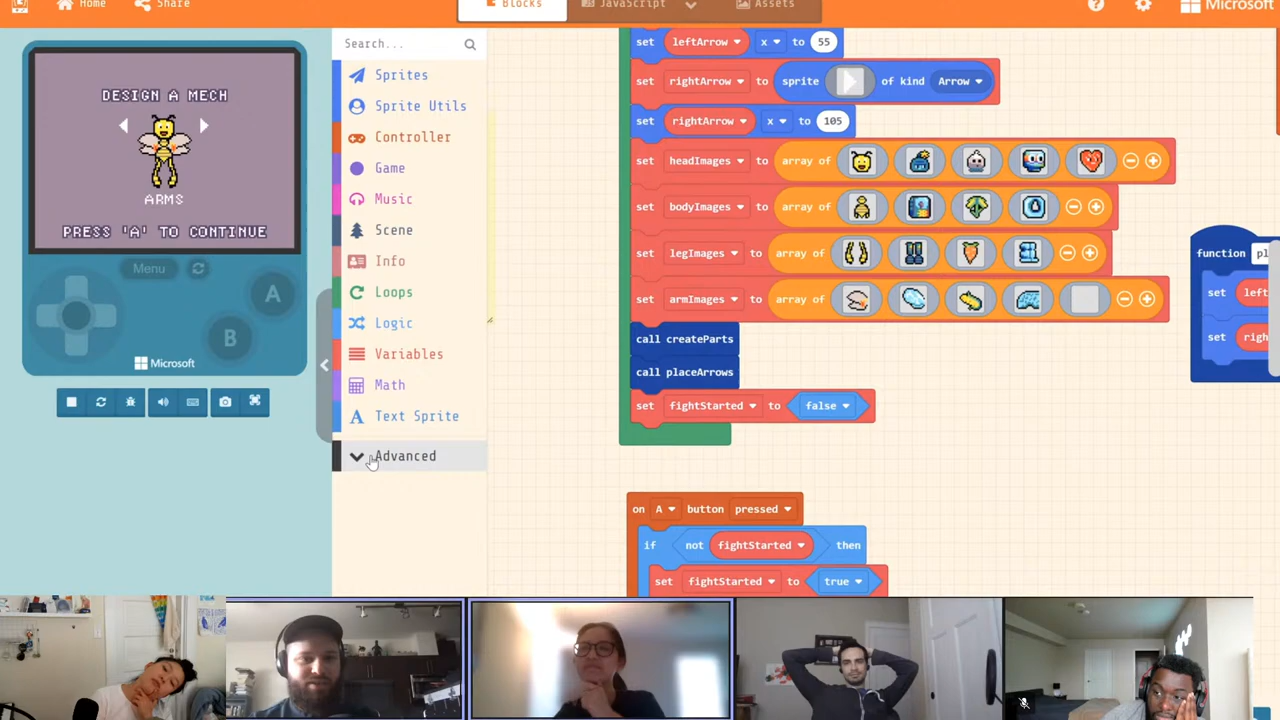 Home Share Blocks JavaScript Assets Microsoft
DESIGN A MECH
ARMS
PRESS 'A' TO CONTINUE
Menu
A
B
Microsoft
Search...
Sprites
Sprite Utils
Controller
Game
Music
Scene
Info
Loops
Logic
Variables
Math
Text Sprite
Advanced
set leftArrow x to 55
set rightArrow to sprite of kind Arrow
set rightArrow x to 105
set headImages to array of
set bodyImages to array of
set legImages to array of
set armImages to array of
call createParts
call placeArrows
set fightStarted to false
on A button pressed
if not fightStarted then
set fightStarted to true
function pl
set left
set righ